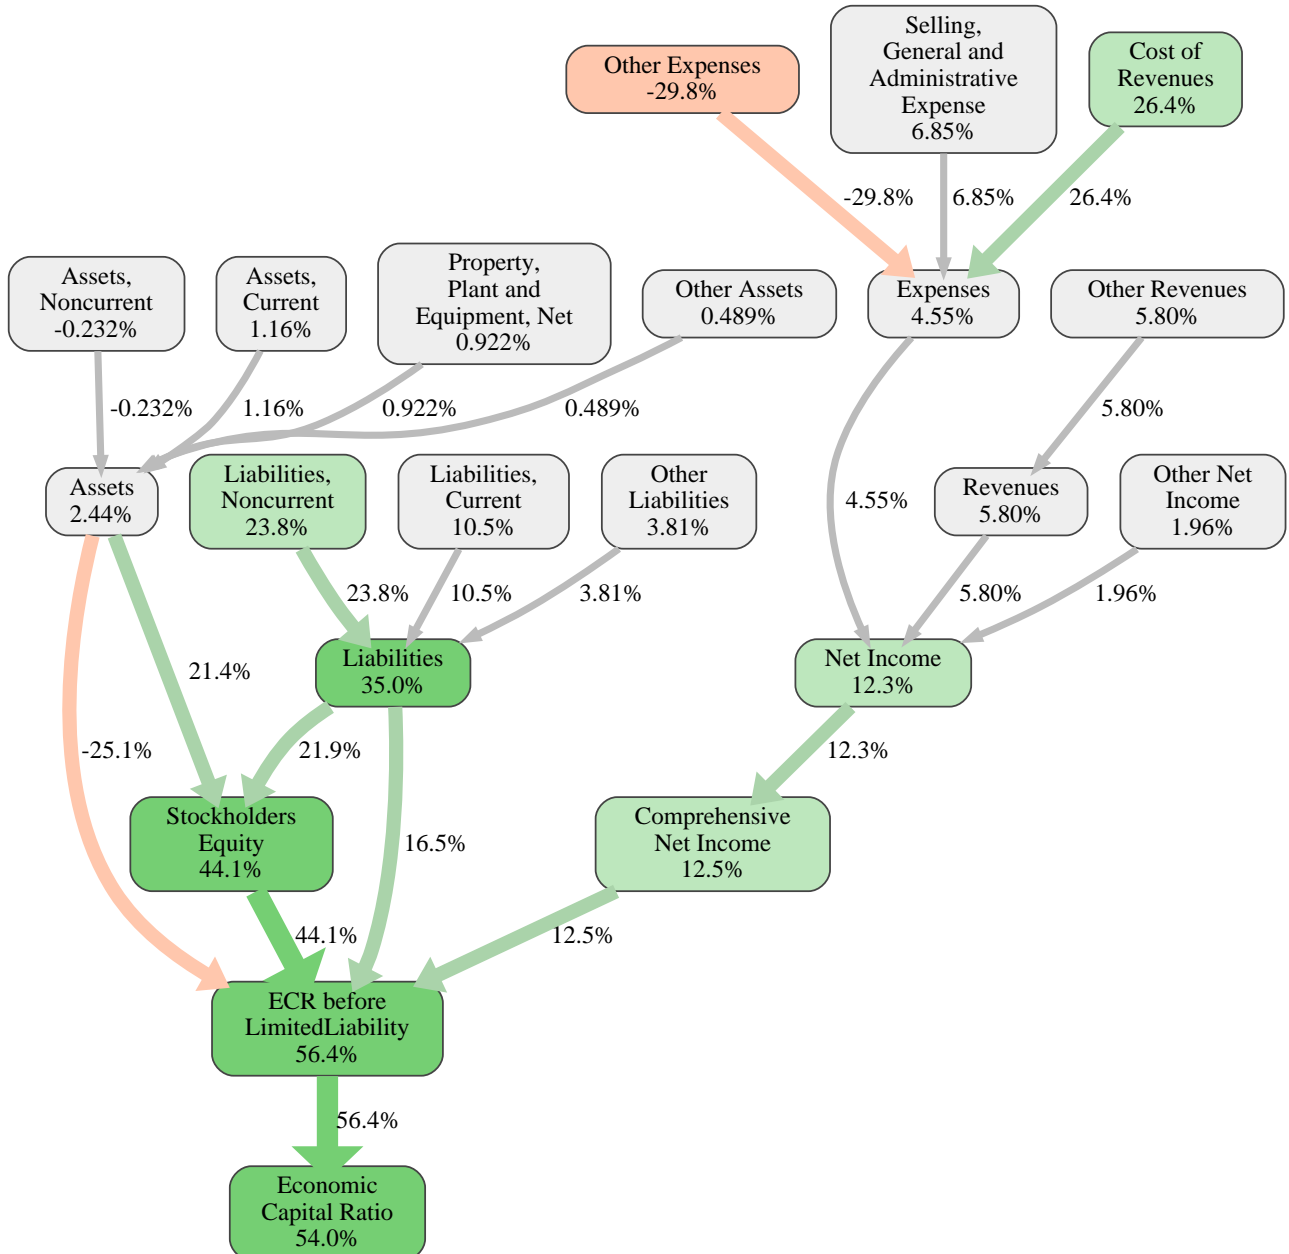 Selling,
General and
Administrative
Expense
6.85%
Other Expenses
-29.8%
Cost of
Revenues
26.4%
-29.8%
6.85%
26.4%
Assets,
Noncurrent
-0.232%
Assets,
Current
1.16%
Property,
Plant and
Equipment, Net
0.922%
Other Assets
0.489%
Expenses
4.55%
Other Revenues
5.80%
-0.232%
1.16%
0.922%
0.489%
5.80%
Assets
2.44%
Liabilities,
Noncurrent
23.8%
Liabilities,
Current
10.5%
Other
Liabilities
3.81%
4.55%
Revenues
5.80%
Other Net
Income
1.96%
23.8%
10.5%
3.81%
5.80%
1.96%
21.4%
Liabilities
35.0%
Net Income
12.3%
-25.1%
21.9%
12.3%
Stockholders
Equity
44.1%
16.5%
Comprehensive
Net Income
12.5%
44.1%
12.5%
ECR before
LimitedLiability
56.4%
56.4%
Economic
Capital Ratio
54.0%